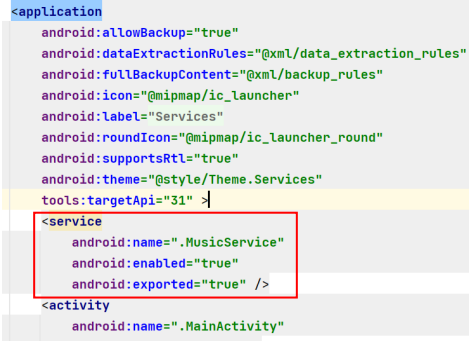 <application
android:allowBackup="true"
android:dataExtractionRules="@xml/data_extraction_rules"
android:fullBackupContent="@xml/backup_rules"
android:icon="@mipmap/ic_launcher"
android:label="Services"
android:roundIcon="@mipmap/ic_launcher_round"
android:supportsRtl="true"
android:theme="@style/Theme.Services"
tools:targetApi="31" >
<service
android:name=".MusicService"
android:enabled="true"
android:exported="true" />
<activity
android:name=".MainActivity"